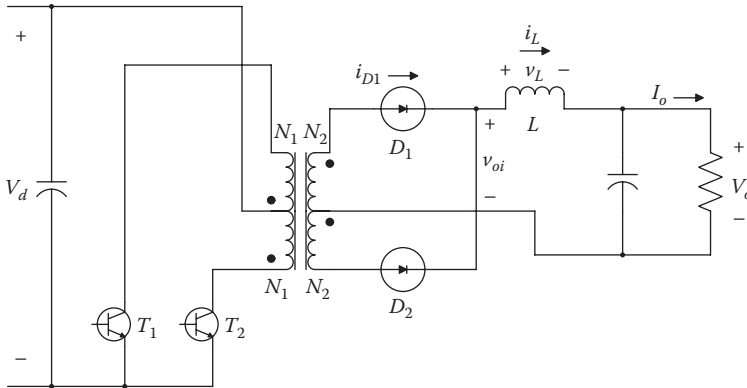 +
i_L
+ v_L −
i_D1
I_o
N_1 N_2
D_1
L
V_d
+
v_oi
−
+
V_o
−
N_1 N_2
D_2
T_1
T_2
−